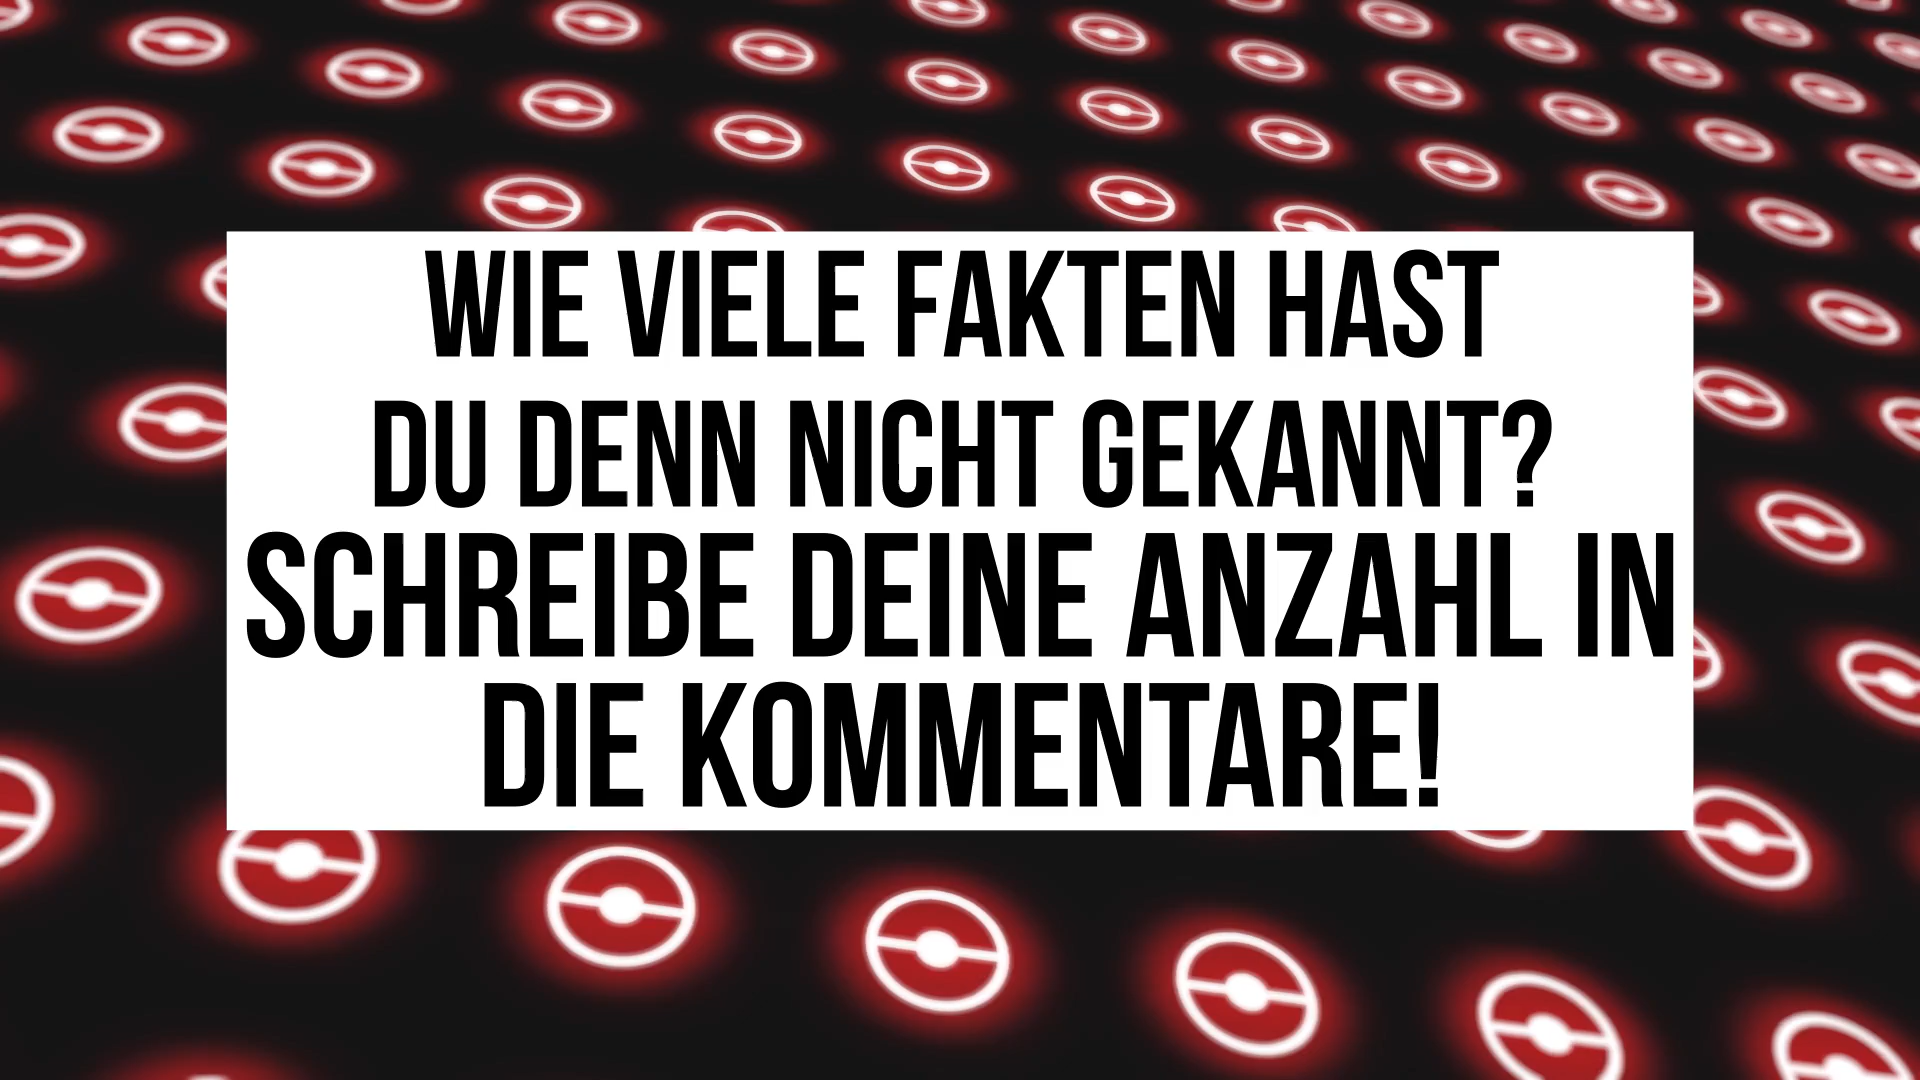 WIE VIELE FAKTEN HAST
DU DENN NICHT GEKANNT?
SCHREIBE DEINE ANZAHL IN
DIE KOMMENTARE!